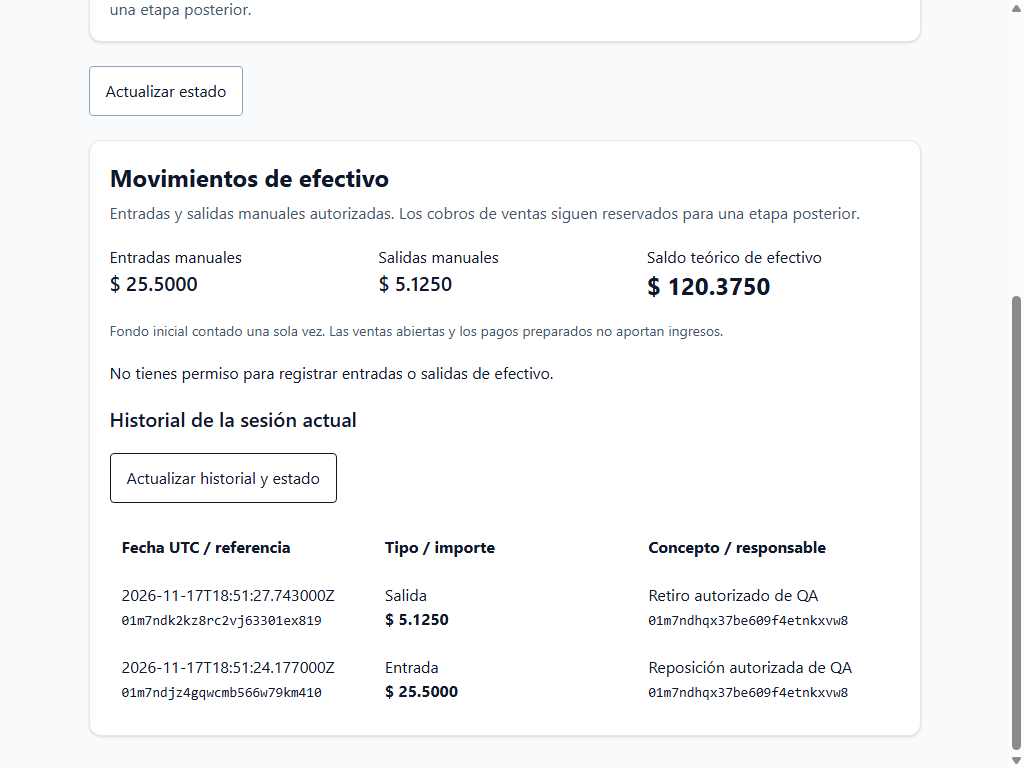 una etapa posterior.
Actualizar estado
Movimientos de efectivo
Entradas y salidas manuales autorizadas. Los cobros de ventas siguen reservados para una etapa posterior.
Entradas manuales
$ 25.5000
Salidas manuales
$ 5.1250
Saldo teórico de efectivo
$ 120.3750
Fondo inicial contado una sola vez. Las ventas abiertas y los pagos preparados no aportan ingresos.
No tienes permiso para registrar entradas o salidas de efectivo.
Historial de la sesión actual
Actualizar historial y estado
Fecha UTC / referencia
Tipo / importe
Concepto / responsable
2026-11-17T18:51:27.743000Z
01m7ndk2kz8rc2vj63301ex819
Salida
$ 5.1250
Retiro autorizado de QA
01m7ndhqx37be609f4etnkxvw8
2026-11-17T18:51:24.177000Z
01m7ndjz4gqwcmb566w79km410
Entrada
$ 25.5000
Reposición autorizada de QA
01m7ndhqx37be609f4etnkxvw8